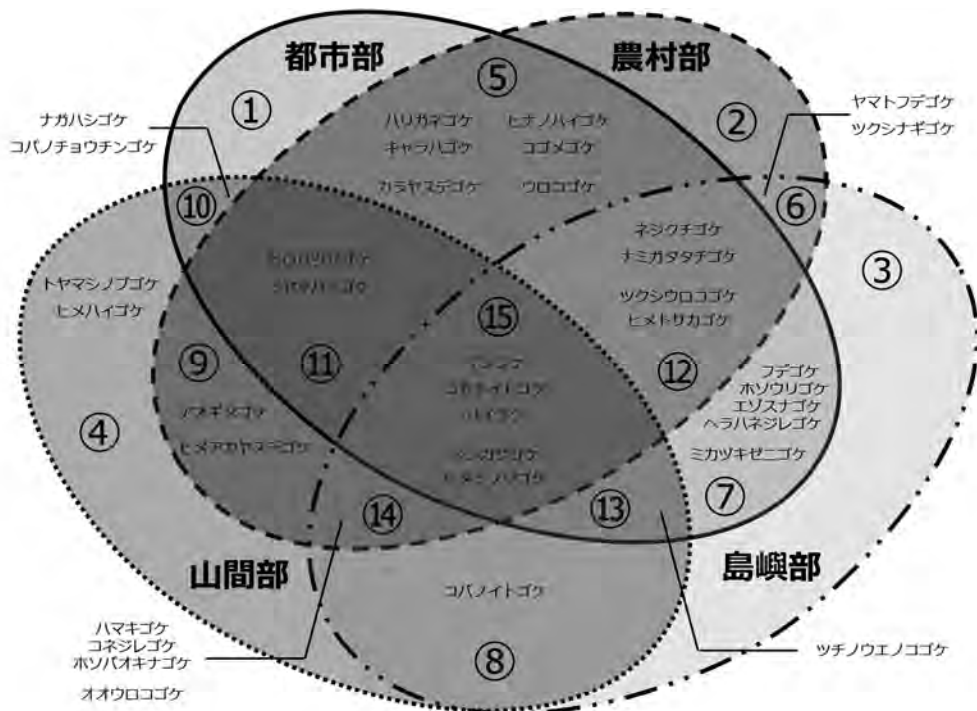 都市部
農村部
①
⑤
②
ハリガネゴケ
ヒナノハイゴケ
キャラハゴケ
コゴメゴケ
カラヤスデゴケ
ウロコゴケ
ナガハシゴケ
コバノチョウチンゴケ
ヤマトフデゴケ
ツクシナギゴケ
⑩
⑥
③
ネジクチゴケ
ナミガタタチゴケ
ツクシウロコゴケ
ヒメトサカゴケ
トヤマシノブゴケ
ヒメハイゴケ
⑮
⑨
⑪
⑫
コモチイトゴケ
ハイゴケ
フデゴケ
ホソウリゴケ
エゾスナゴケ
ヘラハネジレゴケ
ミカヅキゼニゴケ
④
ヒメアカヤスデゴケ
⑦
⑭
⑬
山間部
島嶼部
コバノイトゴケ
ハマキゴケ
コネジレゴケ
ホソバオキナゴケ
オオウロコゴケ
⑧
ツチノウエノコゴケ